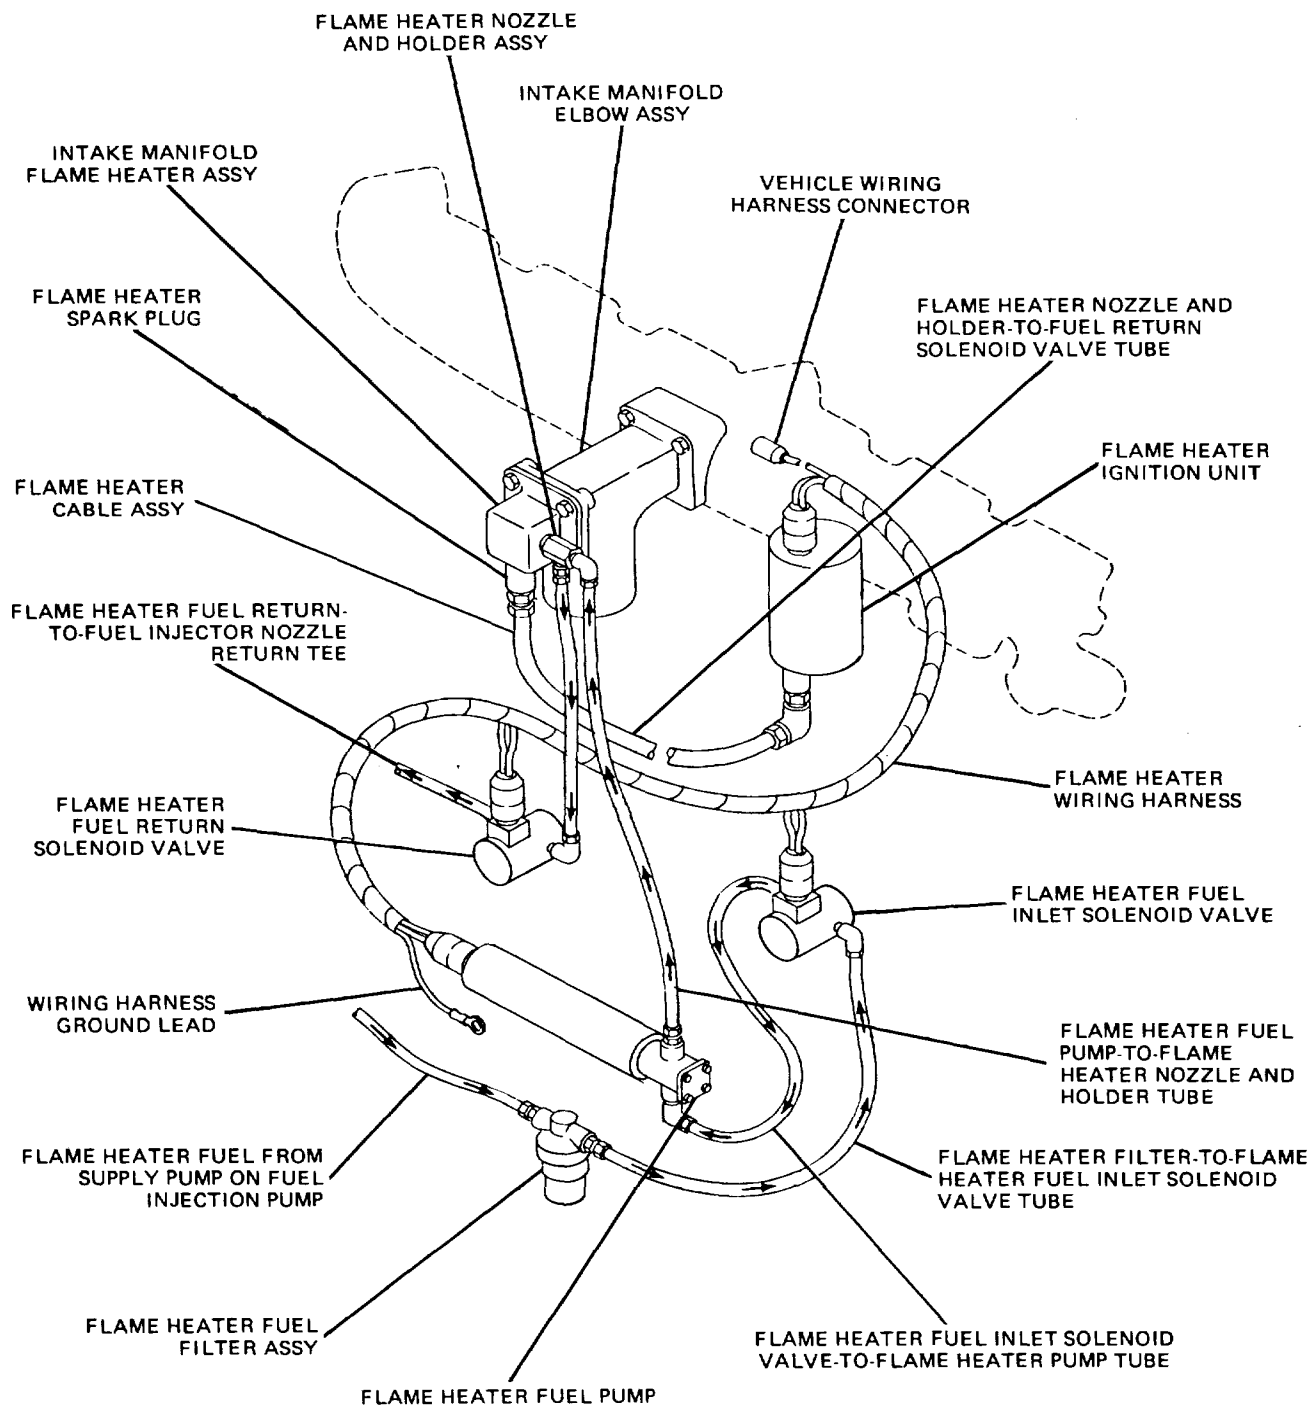 FLAME HEATER NOZZLE
AND HOLDER ASSY
INTAKE MANIFOLD
ELBOW ASSY
INTAKE MANIFOLD
FLAME HEATER ASSY
VEHICLE WIRING
HARNESS CONNECTOR
FLAME HEATER
SPARK PLUG
FLAME HEATER NOZZLE AND
HOLDER-TO-FUEL RETURN
SOLENOID VALVE TUBE
FLAME HEATER
IGNITION UNIT
FLAME HEATER
CABLE ASSY
FLAME HEATER FUEL RETURN-
TO-FUEL INJECTOR NOZZLE
RETURN TEE
FLAME HEATER
WIRING HARNESS
FLAME HEATER
FUEL RETURN
SOLENOID VALVE
FLAME HEATER FUEL
INLET SOLENOID VALVE
WIRING HARNESS
GROUND LEAD
FLAME HEATER FUEL
PUMP-TO-FLAME
HEATER NOZZLE AND
HOLDER TUBE
FLAME HEATER FUEL FROM
SUPPLY PUMP ON FUEL
INJECTION PUMP
FLAME HEATER FILTER-TO-FLAME
HEATER FUEL INLET SOLENOID
VALVE TUBE
FLAME HEATER FUEL
FILTER ASSY
FLAME HEATER FUEL INLET SOLENOID
VALVE-TO-FLAME HEATER PUMP TUBE
FLAME HEATER FUEL PUMP